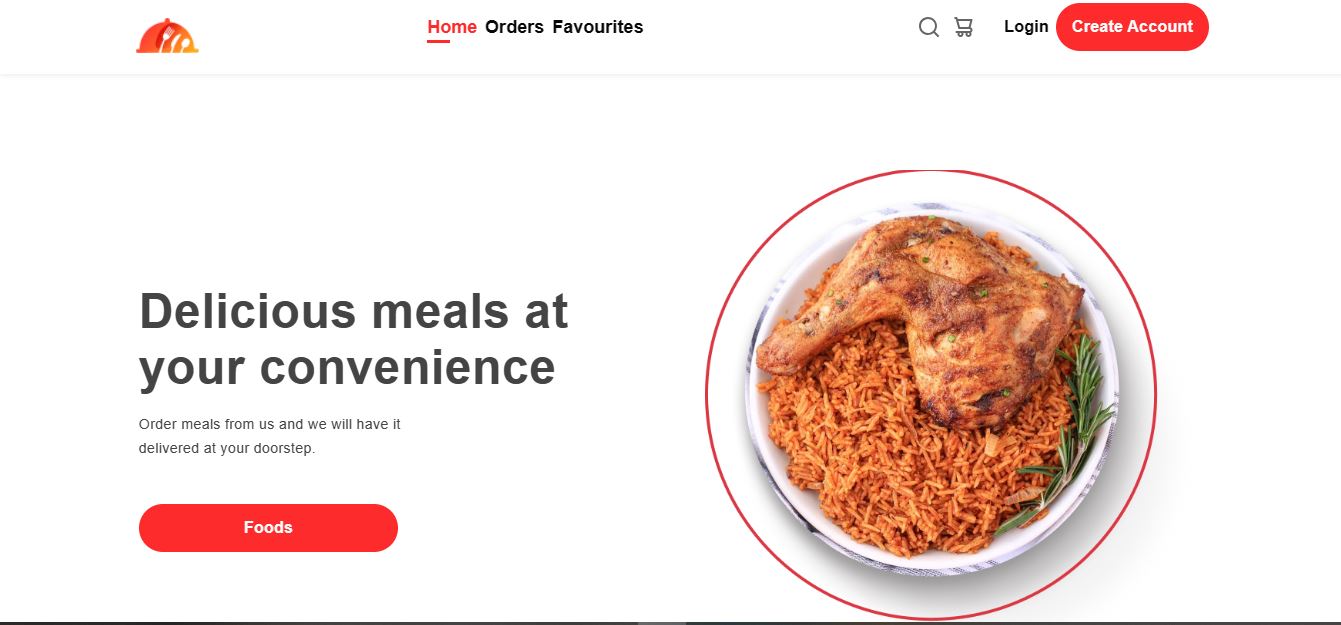 Home Orders Favourites Login Create Account
Delicious meals at
your convenience
Order meals from us and we will have it
delivered at your doorstep.
Foods